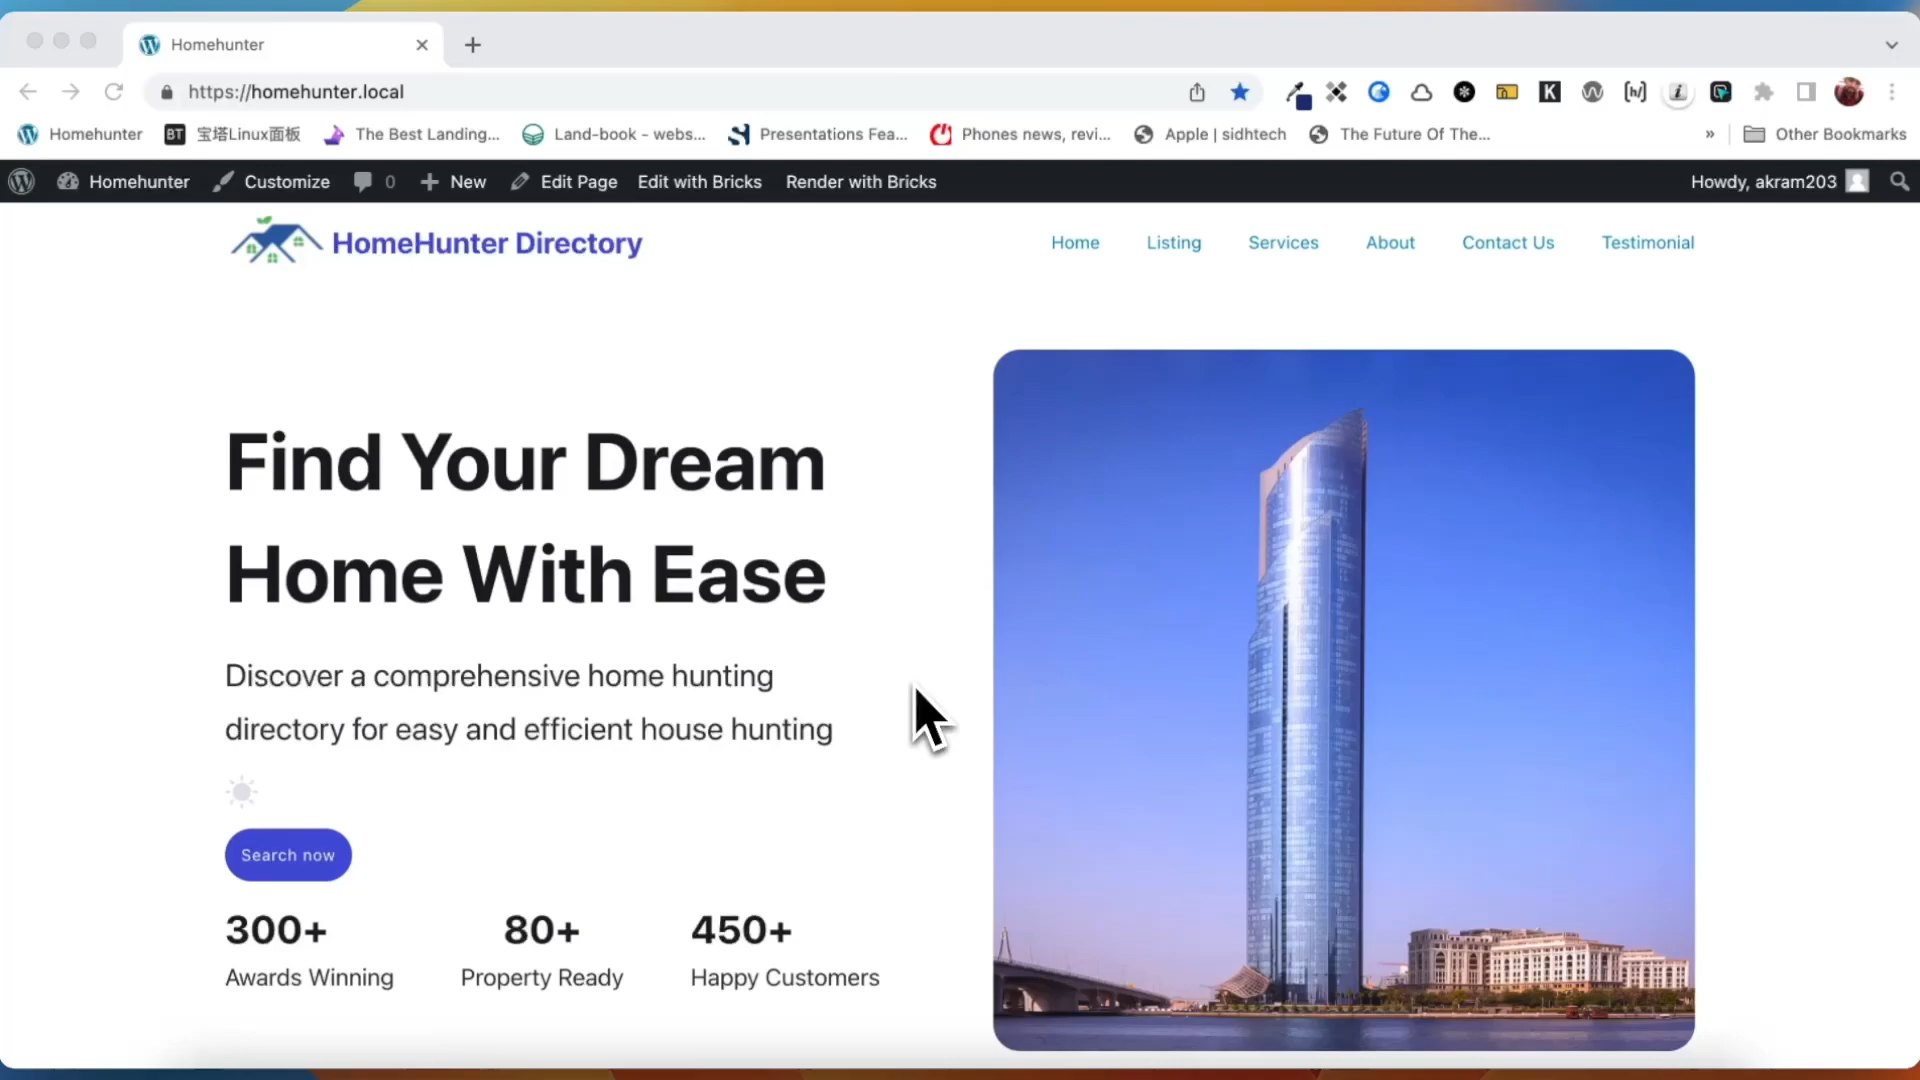 Homehunter
https://homehunter.local
Homehunter
BT 宝塔Linux面板
The Best Landing...
Land-book - webs...
Presentations Fea...
Phones news, revi...
Apple | sidhtech
The Future Of The...
»
Other Bookmarks
Homehunter
Customize
0
New
Edit Page
Edit with Bricks
Render with Bricks
Howdy, akram203
HomeHunter Directory
Home
Listing
Services
About
Contact Us
Testimonial
Find Your Dream
Home With Ease
Discover a comprehensive home hunting
directory for easy and efficient house hunting
Search now
300+
80+
450+
Awards Winning
Property Ready
Happy Customers